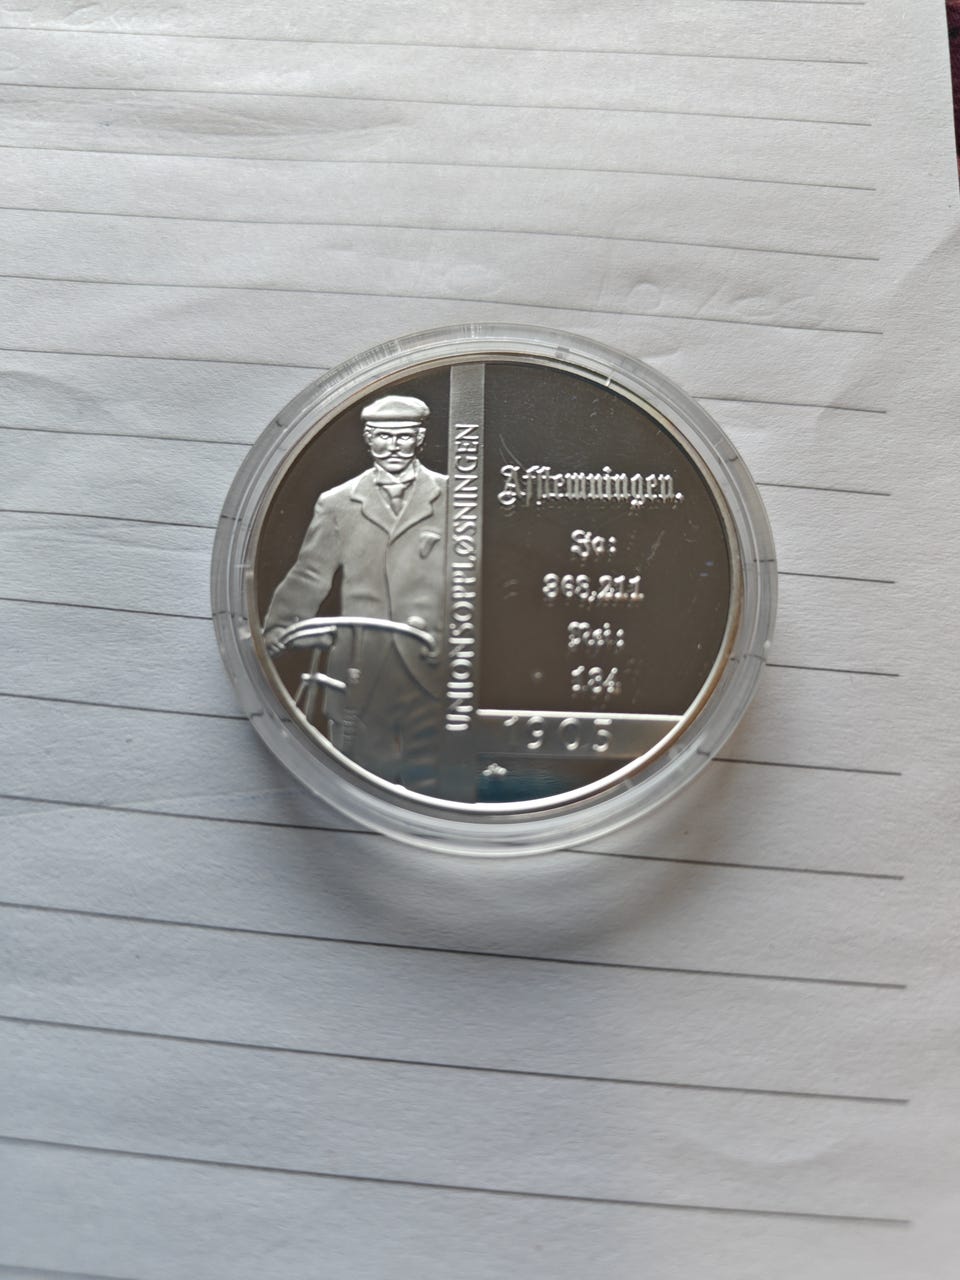 UNIONSOPPLØSNINGEN
Afstemningen.
Ja:
368,211
Nei:
184
1905